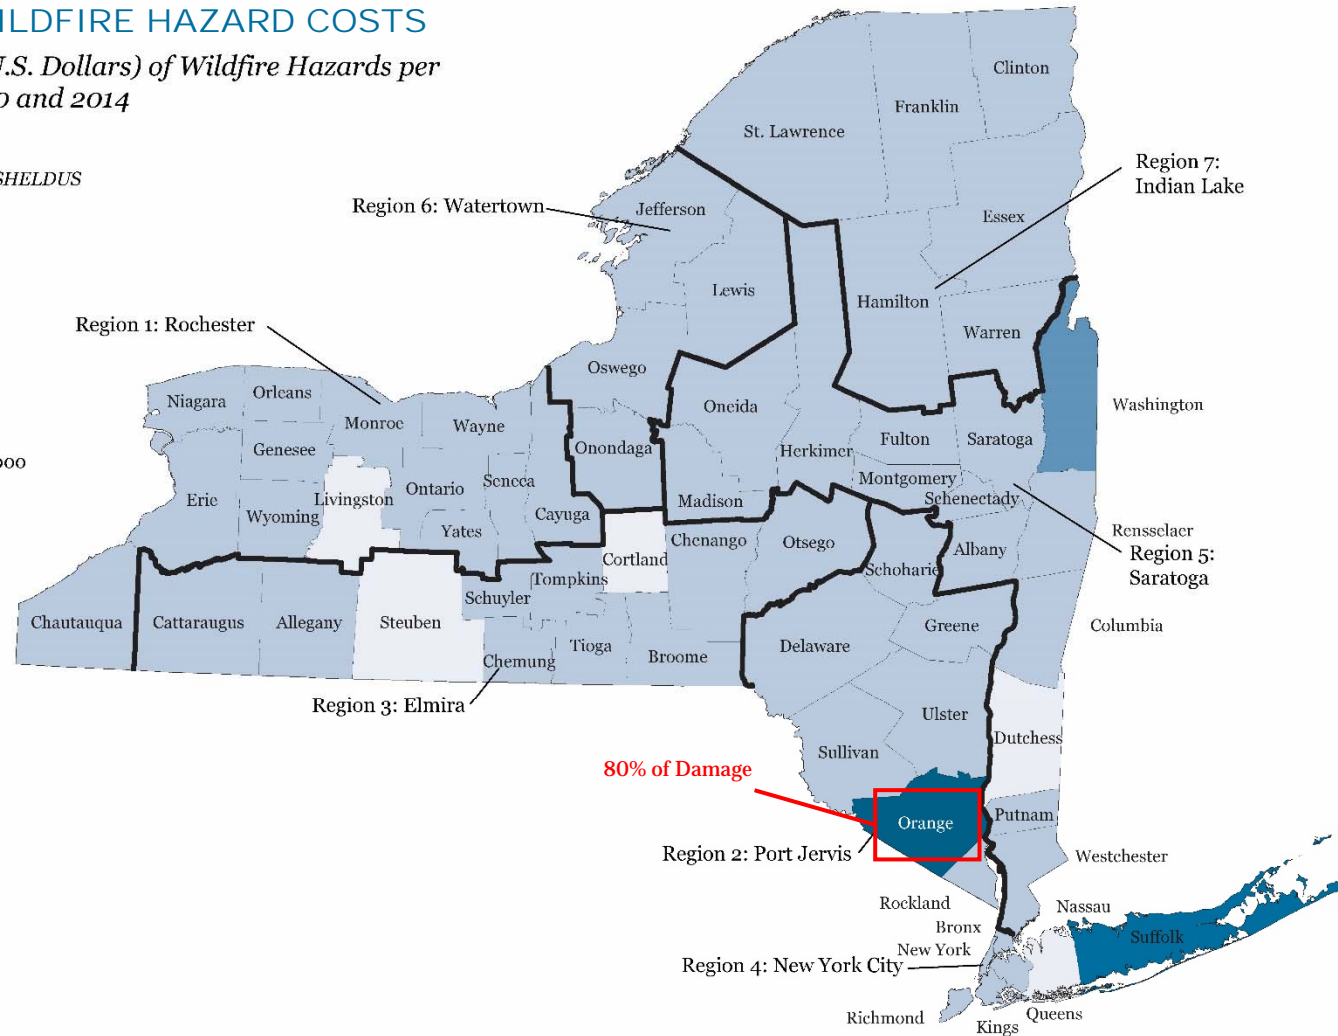 ILDFIRE HAZARD COSTS
.S. Dollars) of Wildfire Hazards per
0 and 2014
SHELDUS
000
Clinton
Franklin
St. Lawrence
Region 7:
Indian Lake
Region 6: Watertown
Jefferson
Essex
Lewis
Hamilton
Region 1: Rochester
Warren
Oswego
Niagara
Orleans
Oneida
Washington
Monroe
Wayne
Genesee
Onondaga
Herkimer
Fulton
Saratoga
Erie
Livingston
Ontario
Seneca
Montgomery
Schenectady
Wyoming
Yates
Cayuga
Madison
Rensselaer
Cortland
Chenango
Otsego
Albany
Region 5:
Saratoga
Schoharie
Tompkins
Schuyler
Chautauqua
Cattaraugus
Allegany
Steuben
Greene
Columbia
Chemung
Tioga
Broome
Delaware
Region 3: Elmira
Ulster
Sullivan
Dutchess
80% of Damage
Orange
Putnam
Region 2: Port Jervis
Westchester
Rockland
Nassau
Bronx
New York
Suffolk
Region 4: New York City
Richmond
Kings
Queens